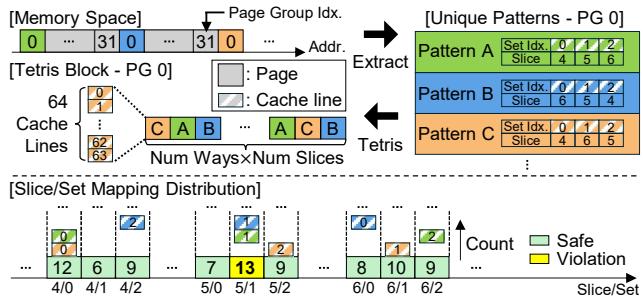 [Memory Space]
Page Group Idx.
0 ... 31 0 ... 31 0
Addr.
Extract
[Unique Patterns - PG 0]
Pattern A
Set Idx. 0 1 2
Slice 4 5 6
Pattern B
Set Idx. 0 1 2
Slice 6 5 4
Pattern C
Set Idx. 0 1 2
Slice 4 6 5
⋮
[Tetris Block - PG 0]
: Page
: Cache line
64
Cache
Lines
0
1
⋮
62
63
C A B ... A C B
Num Ways×Num Slices
Tetris
[Slice/Set Mapping Distribution]
... ... ... ... ... ... ... ... ...
2 1 0
0 1 2
0 2 1
... 12 6 9 ... 7 13 9 ... 8 10 9 ...
4/0 4/1 4/2 5/0 5/1 5/2 6/0 6/1 6/2
Slice/Set
Count
Safe
Violation